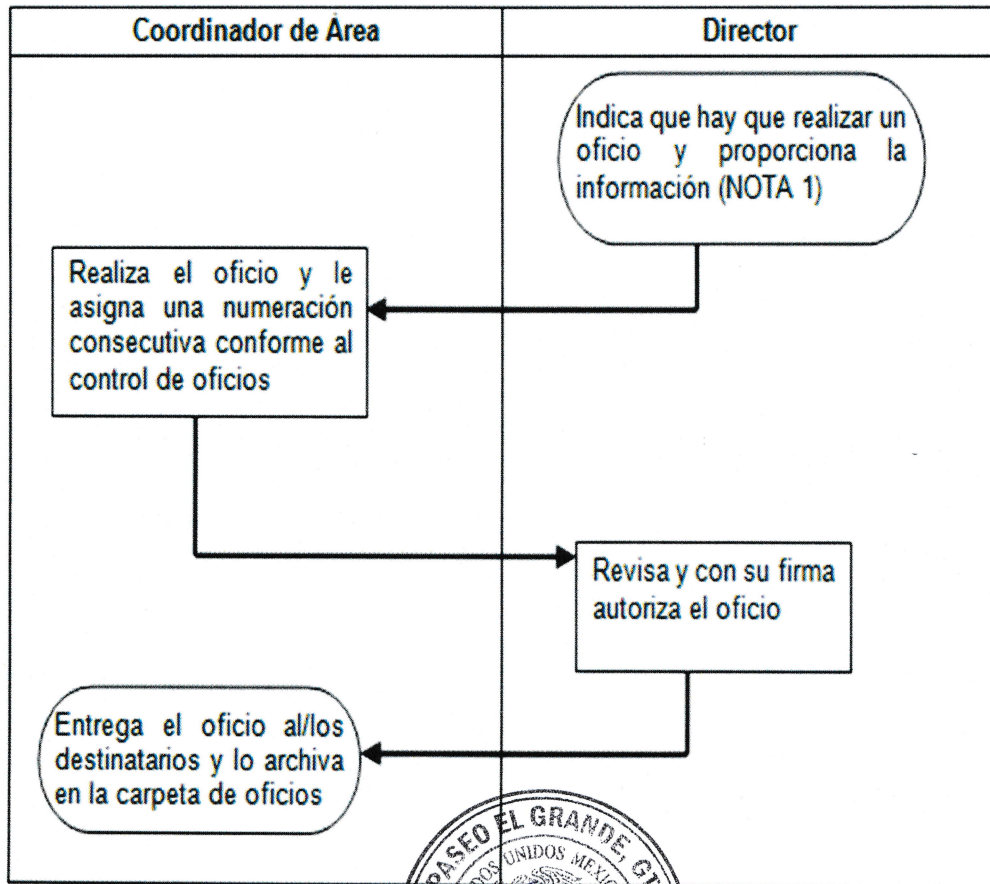 Coordinador de Área
Director
Indica que hay que realizar un
oficio y proporciona la
información (NOTA 1)
Realiza el oficio y le
asigna una numeración
consecutiva conforme al
control de oficios
Revisa y con su firma
autoriza el oficio
Entrega el oficio al/los
destinatarios y lo archiva
en la carpeta de oficios
PASEO EL GRANDE, GT
UNIDOS